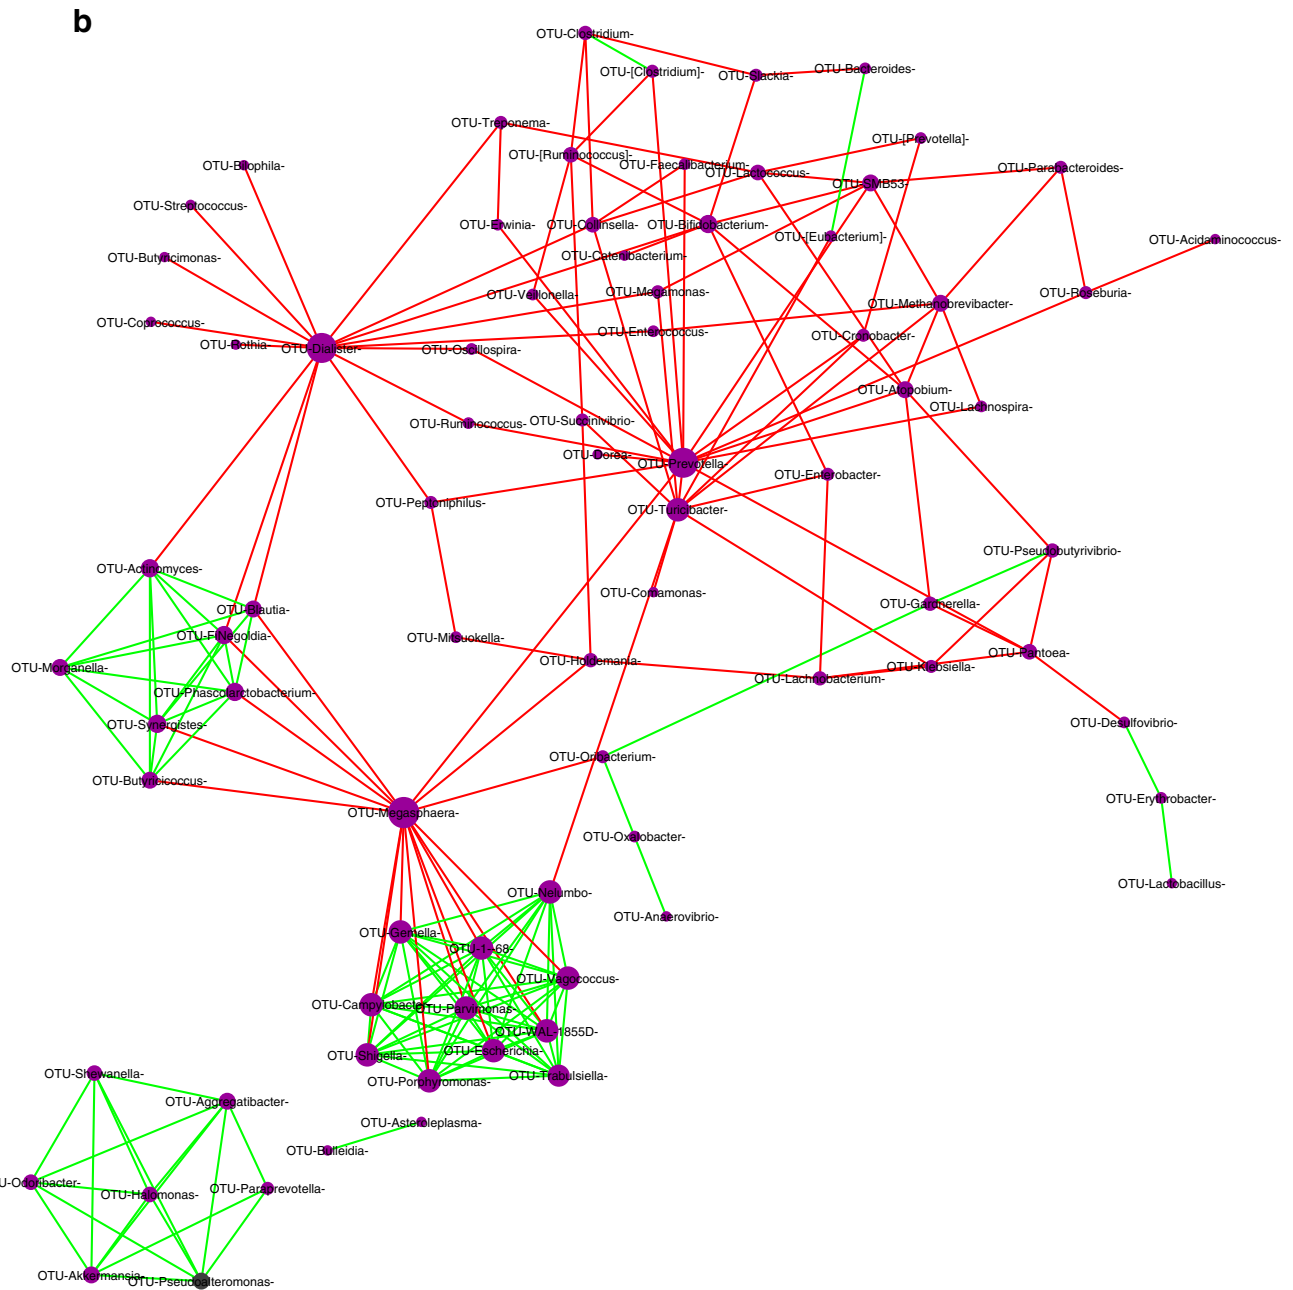 b
OTU-Clostridium-
OTU-[Clostridium]-
OTU-Slackia-
OTU-Bacteroides-
OTU-Treponema-
OTU-[Prevotella]-
OTU-[Ruminococcus]-
OTU-Bilophila-
OTU-Faecalibacterium-
OTU-Lactococcus-
OTU-Parabacteroides-
OTU-SMB53-
OTU-Streptococcus-
OTU-Erwinia-
OTU-Collinsella-
OTU-Bifidobacterium-
OTU-[Eubacterium]-
OTU-Acidaminococcus-
OTU-Butyricimonas-
OTU-Catenibacterium-
OTU-Veillonella-
OTU-Megamonas-
OTU-Roseburia-
OTU-Methanobrevibacter-
OTU-Coprococcus-
OTU-Enterococcus-
OTU-Cronobacter-
OTU-Rothia-
OTU-Dialister-
OTU-Oscillospira-
OTU-Atopobium-
OTU-Lachnospira-
OTU-Ruminococcus-
OTU-Succinivibrio-
OTU-Dorea-
OTU-Prevotella-
OTU-Enterobacter-
OTU-Peptoniphilus-
OTU-Turicibacter-
OTU-Pseudobutyrivibrio-
OTU-Actinomyces-
OTU-Comamonas-
OTU-Blautia-
OTU-Gardnerella-
OTU-FiNegoldia-
OTU-Mitsuokella-
OTU-Pantoea-
OTU-Morganella-
OTU-Holdemania-
OTU-Klebsiella-
OTU-Lachnobacterium-
OTU-Phascolarctobacterium-
OTU-Synergistes-
OTU-Desulfovibrio-
OTU-Oribacterium-
OTU-Butyricicoccus-
OTU-Erythrobacter-
OTU-Megasphaera-
OTU-Oxalobacter-
OTU-Lactobacillus-
OTU-Nelumbo-
OTU-Anaerovibrio-
OTU-Gemella-
OTU-1--68-
OTU-Vagococcus-
OTU-Campylobacter-
OTU-Parvimonas-
OTU-WAL-1855D-
OTU-Escherichia-
OTU-Shigella-
OTU-Shewanella-
OTU-Trabulsiella-
OTU-Porphyromonas-
OTU-Aggregatibacter-
OTU-Asteroleplasma-
OTU-Bulleidia-
U-Odoribacter-
OTU-Paraprevotella-
OTU-Halomonas-
OTU-Akkermansia-
OTU-Pseudoalteromonas-